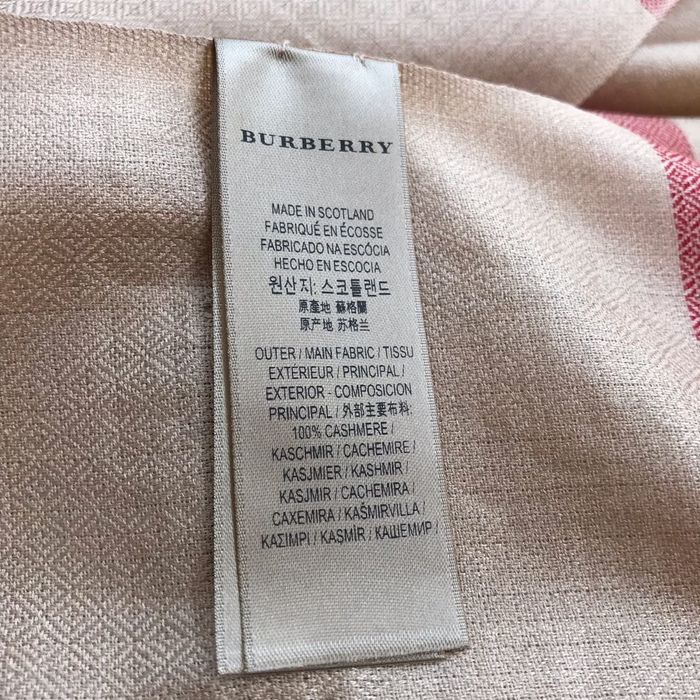 BURBERRY
MADE IN SCOTLAND
FABRIQUÉ EN ÉCOSSE
FABRICADO NA ESCÓCIA
HECHO EN ESCOCIA
원산지: 스코틀랜드
原產地 蘇格蘭
原产地 苏格兰
OUTER / MAIN FABRIC / TISSU
EXTÉRIEUR / PRINCIPAL /
EXTERIOR - COMPOSICION
PRINCIPAL / 外部主要布料:
100% CASHMERE /
KASCHMIR / CACHEMIRE /
KASJMIER / KASHMIR /
KASJMIR / CACHEMIRA /
CAXEMIRA / KAŠMIRVILLA /
ΚΑΣΙΜΡΙ / KAŞMİR / КАШЕМИР /